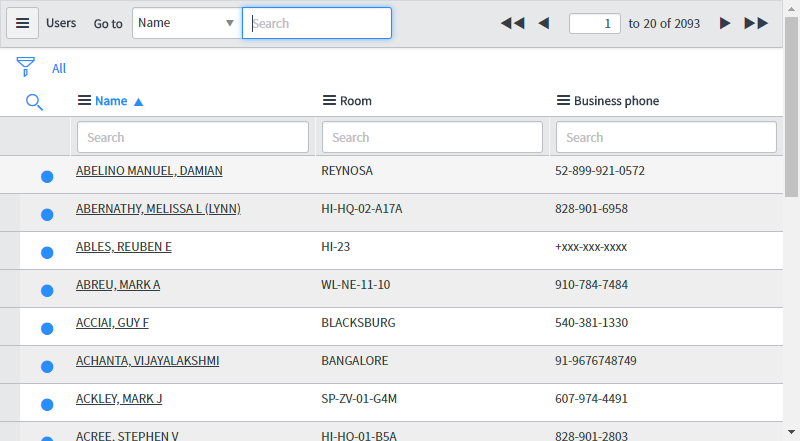 Users Go to Name Search 1 to 20 of 2093
All
Name Room Business phone
Search Search Search
ABELINO MANUEL, DAMIAN REYNOSA 52-899-921-0572
ABERNATHY, MELISSA L (LYNN) HI-HQ-02-A17A 828-901-6958
ABLES, REUBEN E HI-23 +xxx-xxx-xxxx
ABREU, MARK A WL-NE-11-10 910-784-7484
ACCIAI, GUY F BLACKSBURG 540-381-1330
ACHANTA, VIJAYALAKSHMI BANGALORE 91-9676748749
ACKLEY, MARK J SP-ZV-01-G4M 607-974-4491
ACREE, STEPHEN V HI-HQ-01-B5A 828-901-2803